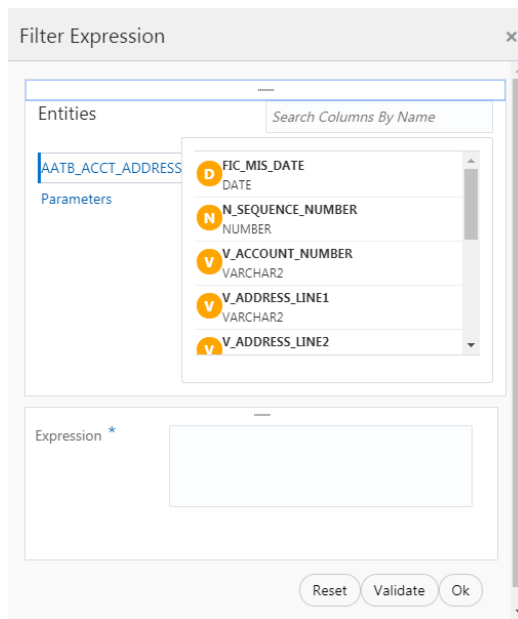 Filter Expression ×
Entities
Search Columns By Name
AATB_ACCT_ADDRESS
Parameters
D FIC_MIS_DATE
DATE
N N_SEQUENCE_NUMBER
NUMBER
V V_ACCOUNT_NUMBER
VARCHAR2
V V_ADDRESS_LINE1
VARCHAR2
V V_ADDRESS_LINE2
Expression *
Reset Validate Ok